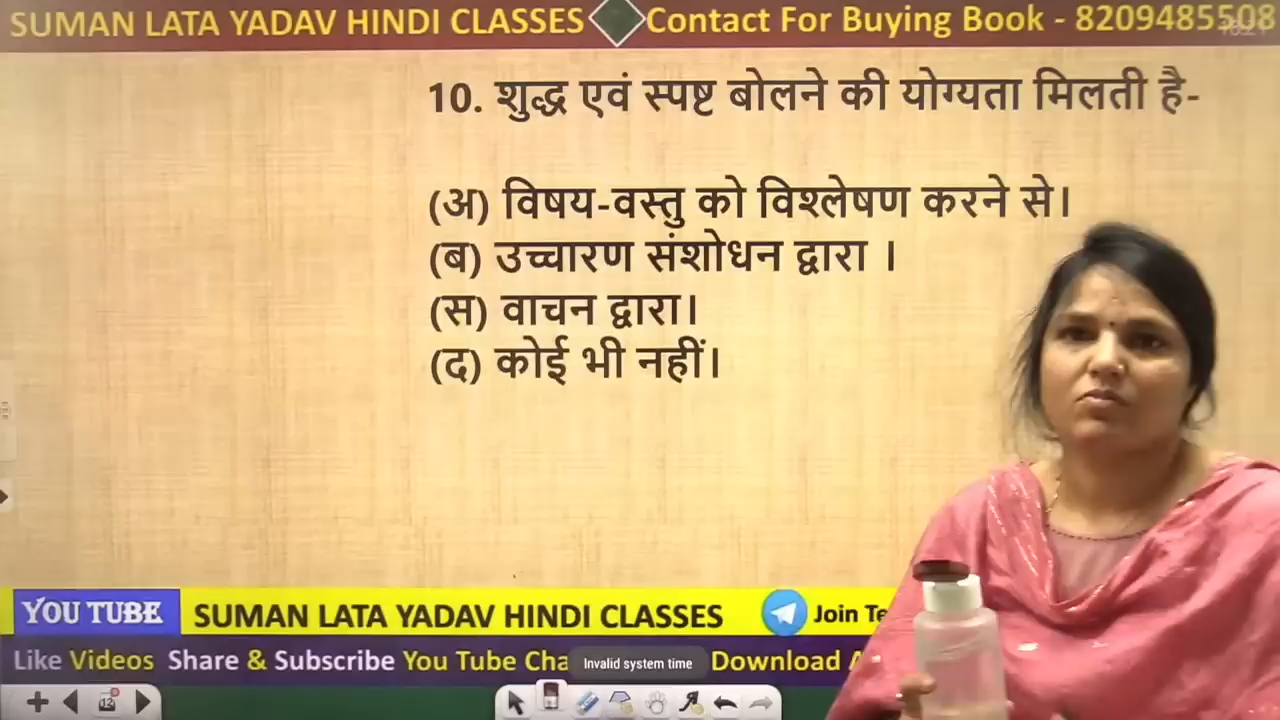 SUMAN LATA YADAV HINDI CLASSES Contact For Buying Book - 8209485508
10. शुद्ध एवं स्पष्ट बोलने की योग्यता मिलती है-
(अ) विषय-वस्तु को विश्लेषण करने से।
(ब) उच्चारण संशोधन द्वारा ।
(स) वाचन द्वारा।
(द) कोई भी नहीं।
YOU TUBE SUMAN LATA YADAV HINDI CLASSES Join Te
Like Videos Share & Subscribe You Tube Cha Invalid system time Download A
12